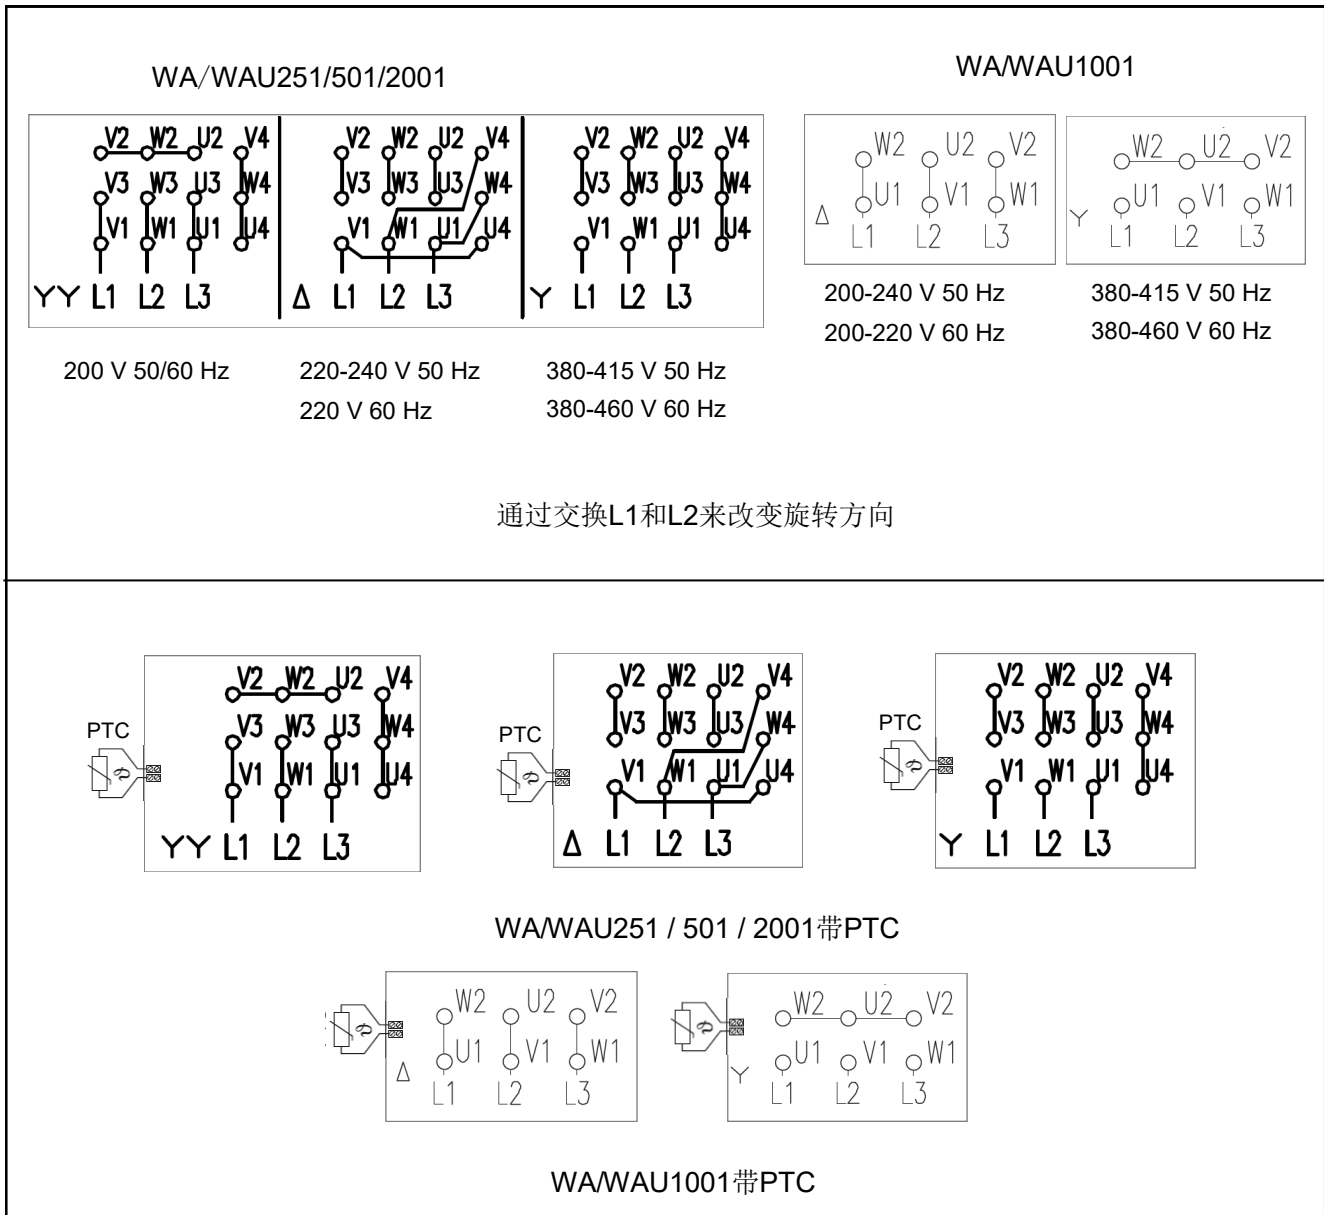 WA/WAU251/501/2001
WA/WAU1001
V2 W2 U2 V4
V3 W3 U3 W4
V1 W1 U1 U4
YY L1 L2 L3
V2 W2 U2 V4
V3 W3 U3 W4
V1 W1 U1 U4
Δ L1 L2 L3
V2 W2 U2 V4
V3 W3 U3 W4
V1 W1 U1 U4
Y L1 L2 L3
W2 U2 V2
U1 V1 W1
Δ L1 L2 L3
W2 U2 V2
U1 V1 W1
Y L1 L2 L3
200 V 50/60 Hz
220-240 V 50 Hz
220 V 60 Hz
380-415 V 50 Hz
380-460 V 60 Hz
200-240 V 50 Hz
200-220 V 60 Hz
380-415 V 50 Hz
380-460 V 60 Hz
通过交换L1和L2来改变旋转方向
PTC
ϑ
V2 W2 U2 V4
V3 W3 U3 W4
V1 W1 U1 U4
YY L1 L2 L3
PTC
ϑ
V2 W2 U2 V4
V3 W3 U3 W4
V1 W1 U1 U4
Δ L1 L2 L3
PTC
ϑ
V2 W2 U2 V4
V3 W3 U3 W4
V1 W1 U1 U4
Y L1 L2 L3
WA/WAU251 / 501 / 2001带PTC
ϑ
W2 U2 V2
U1 V1 W1
Δ L1 L2 L3
ϑ
W2 U2 V2
U1 V1 W1
Y L1 L2 L3
WA/WAU1001带PTC